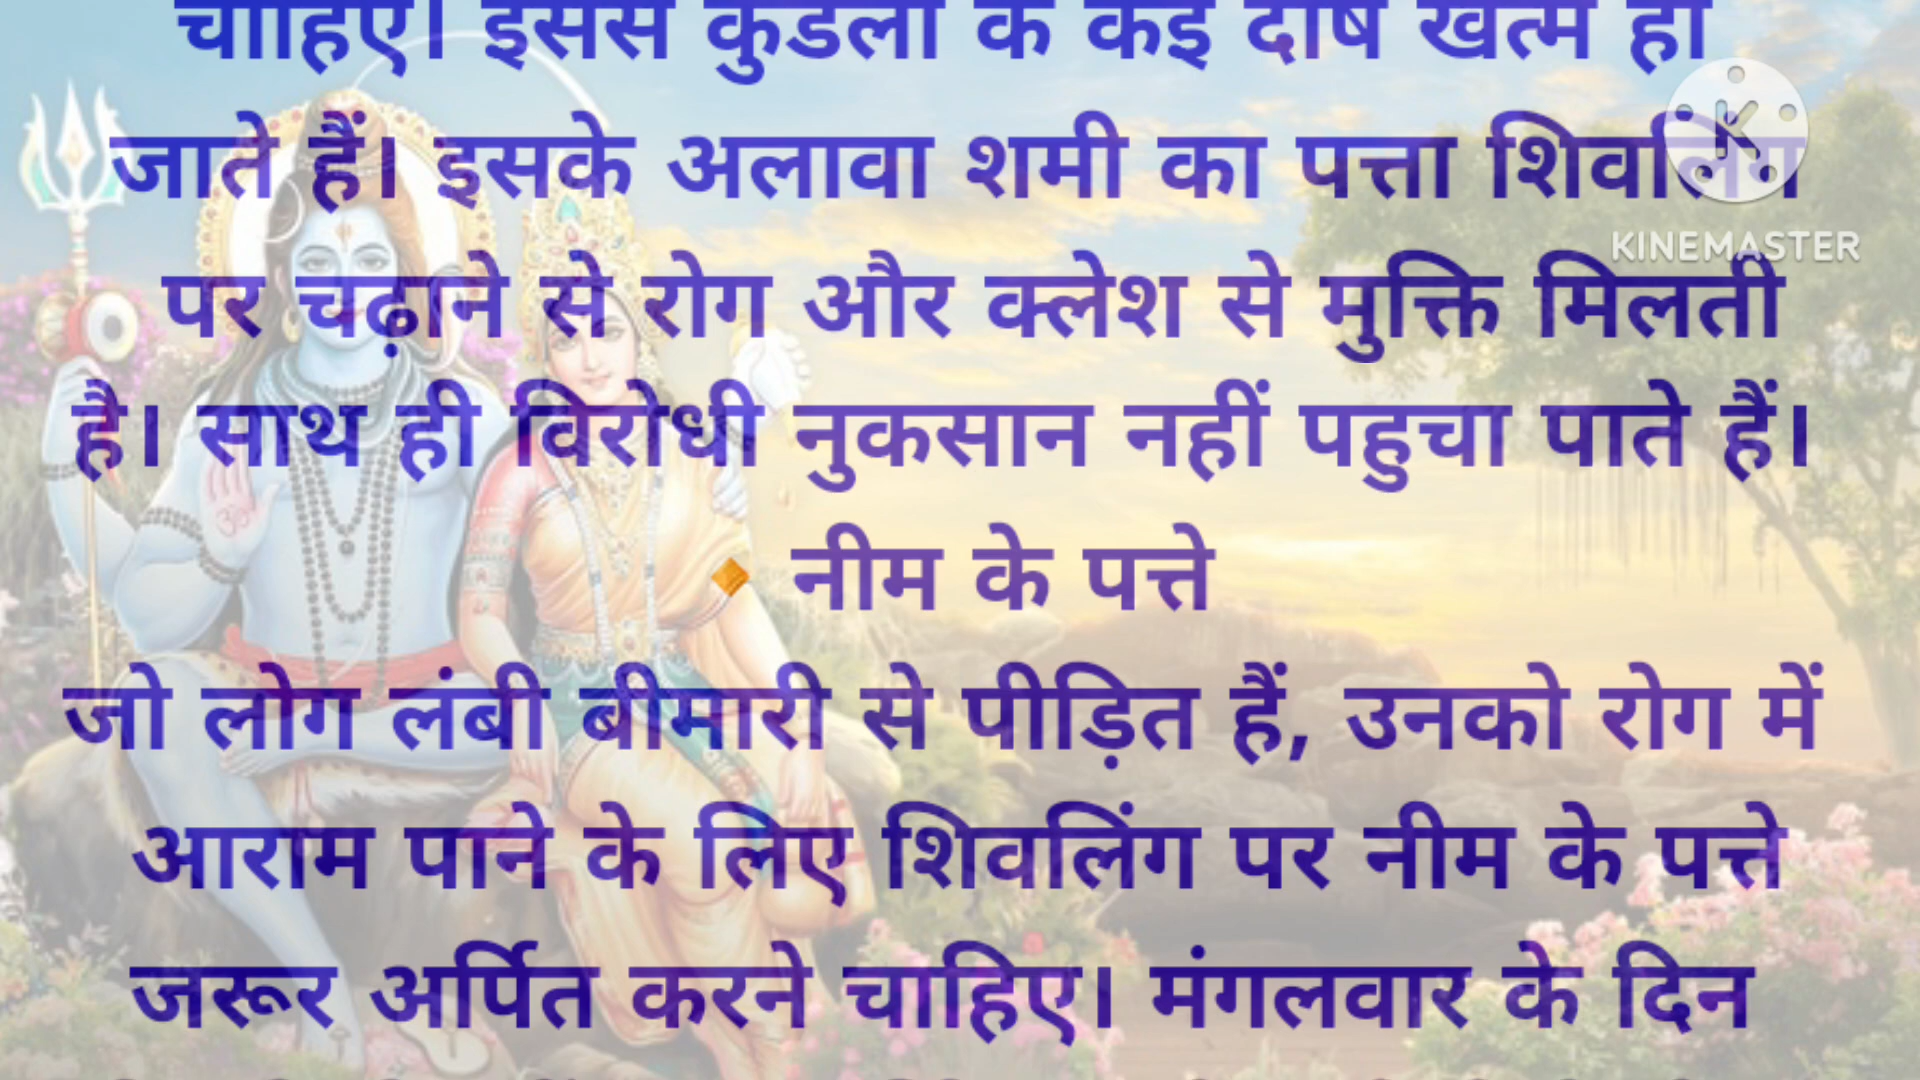 चाहिए। इससे कुंडली के कई दोष खत्म हो
जाते हैं। इसके अलावा शमी का पत्ता शिवलिंग
पर चढ़ाने से रोग और क्लेश से मुक्ति मिलती
है। साथ ही विरोधी नुकसान नहीं पहुचा पाते हैं।
नीम के पत्ते
जो लोग लंबी बीमारी से पीड़ित हैं, उनको रोग में
आराम पाने के लिए शिवलिंग पर नीम के पत्ते
जरूर अर्पित करने चाहिए। मंगलवार के दिन
K
KINEMASTER